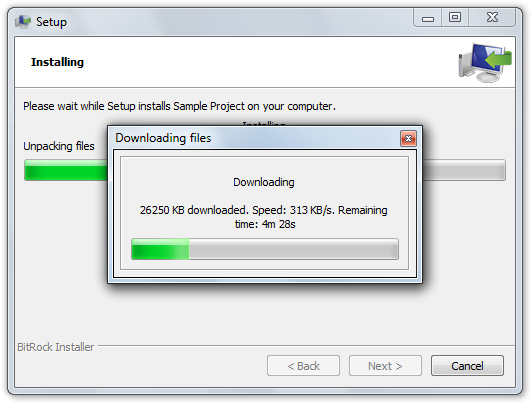 Setup
Installing
Please wait while Setup installs Sample Project on your computer.
Installing
Unpacking files
Downloading files
Downloading
26250 KB downloaded. Speed: 313 KB/s. Remaining
time: 4m 28s
BitRock Installer
< Back
Next >
Cancel